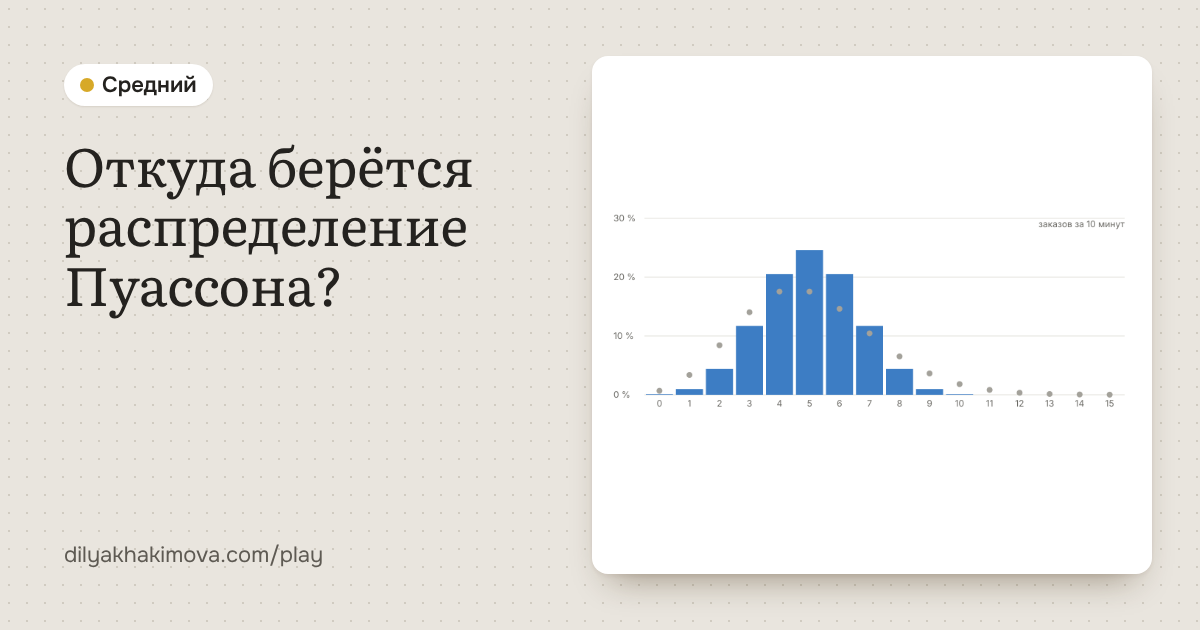 Средний
Откуда берётся
распределение
Пуассона?
dilyakhakimova.com/play
30 %
заказов за 10 минут
20 %
10 %
0 %
0 1 2 3 4 5 6 7 8 9 10 11 12 13 14 15